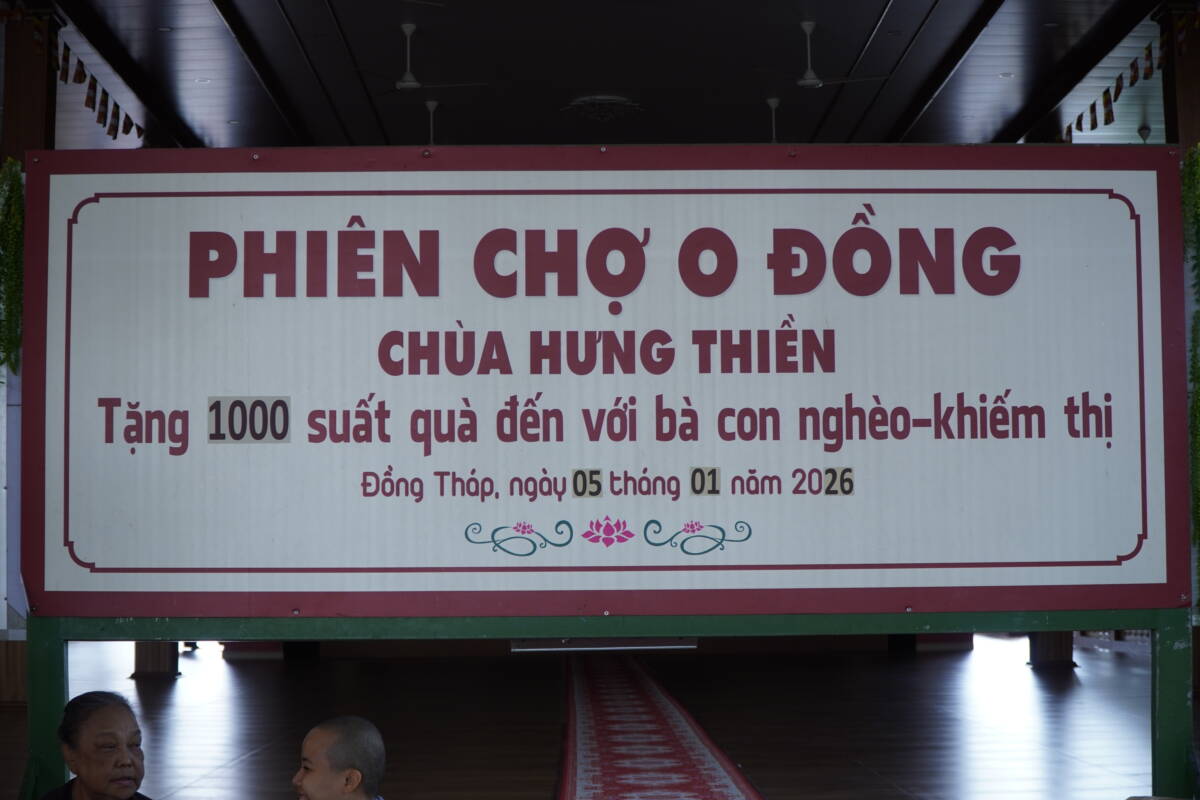 PHIÊN CHỢ O ĐỒNG
CHÙA HƯNG THIỀN
Tặng 1000 suất quà đến với bà con nghèo-khiếm thị
Đồng Tháp, ngày 05 tháng 01 năm 2026